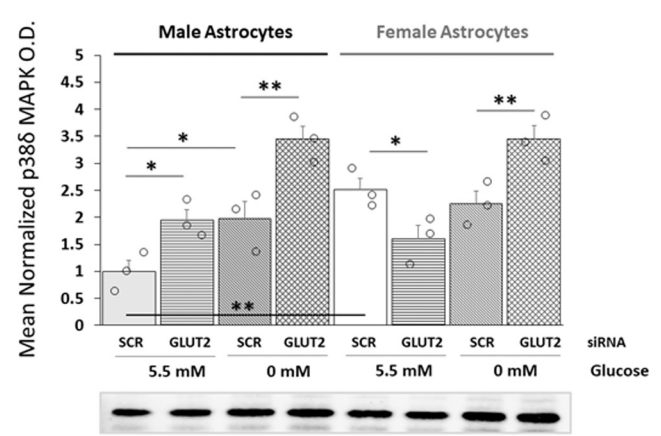 Male Astrocytes Female Astrocytes
Mean Normalized p38δ MAPK O.D.
5
4.5
4
3.5
3
2.5
2
1.5
1
0.5
0
* * ** ** * **
SCR GLUT2 SCR GLUT2 SCR GLUT2 SCR GLUT2 siRNA
5.5 mM 0 mM 5.5 mM 0 mM Glucose